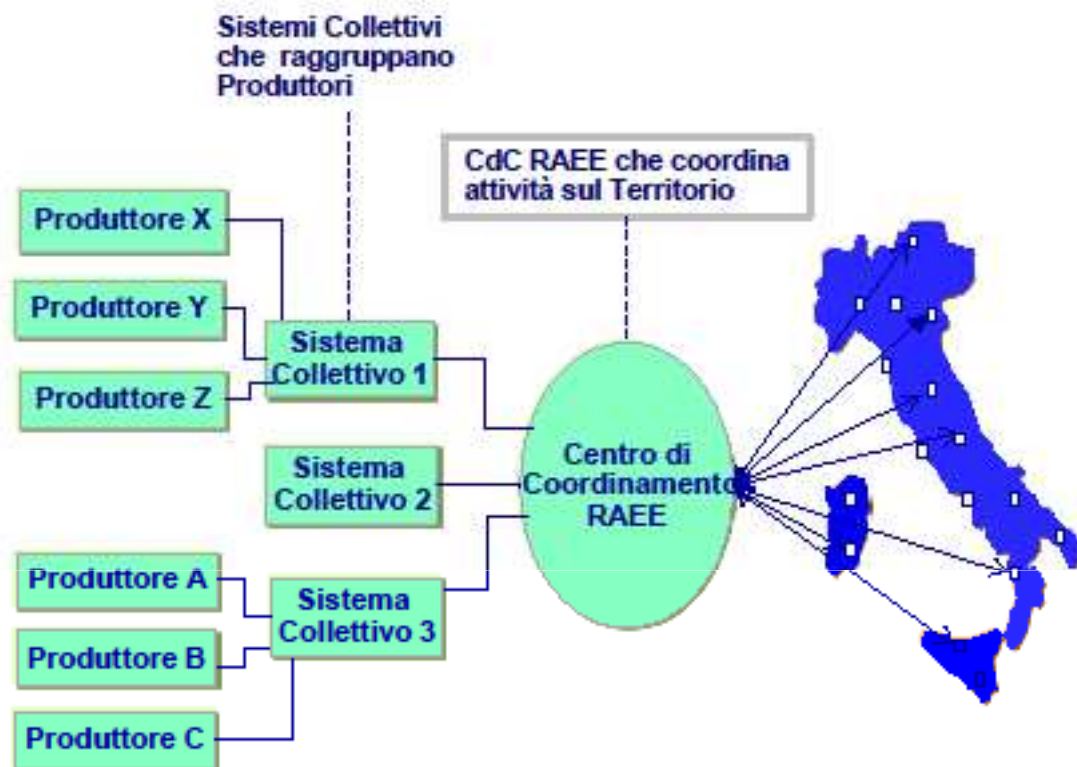 Sistemi Collettivi
che raggruppano
Produttori
CdC RAEE che coordina
attività sul Territorio
Produttore X
Produttore Y
Produttore Z
Sistema
Collettivo 1
Sistema
Collettivo 2
Produttore A
Produttore B
Produttore C
Sistema
Collettivo 3
Centro di
Coordinamento
RAEE